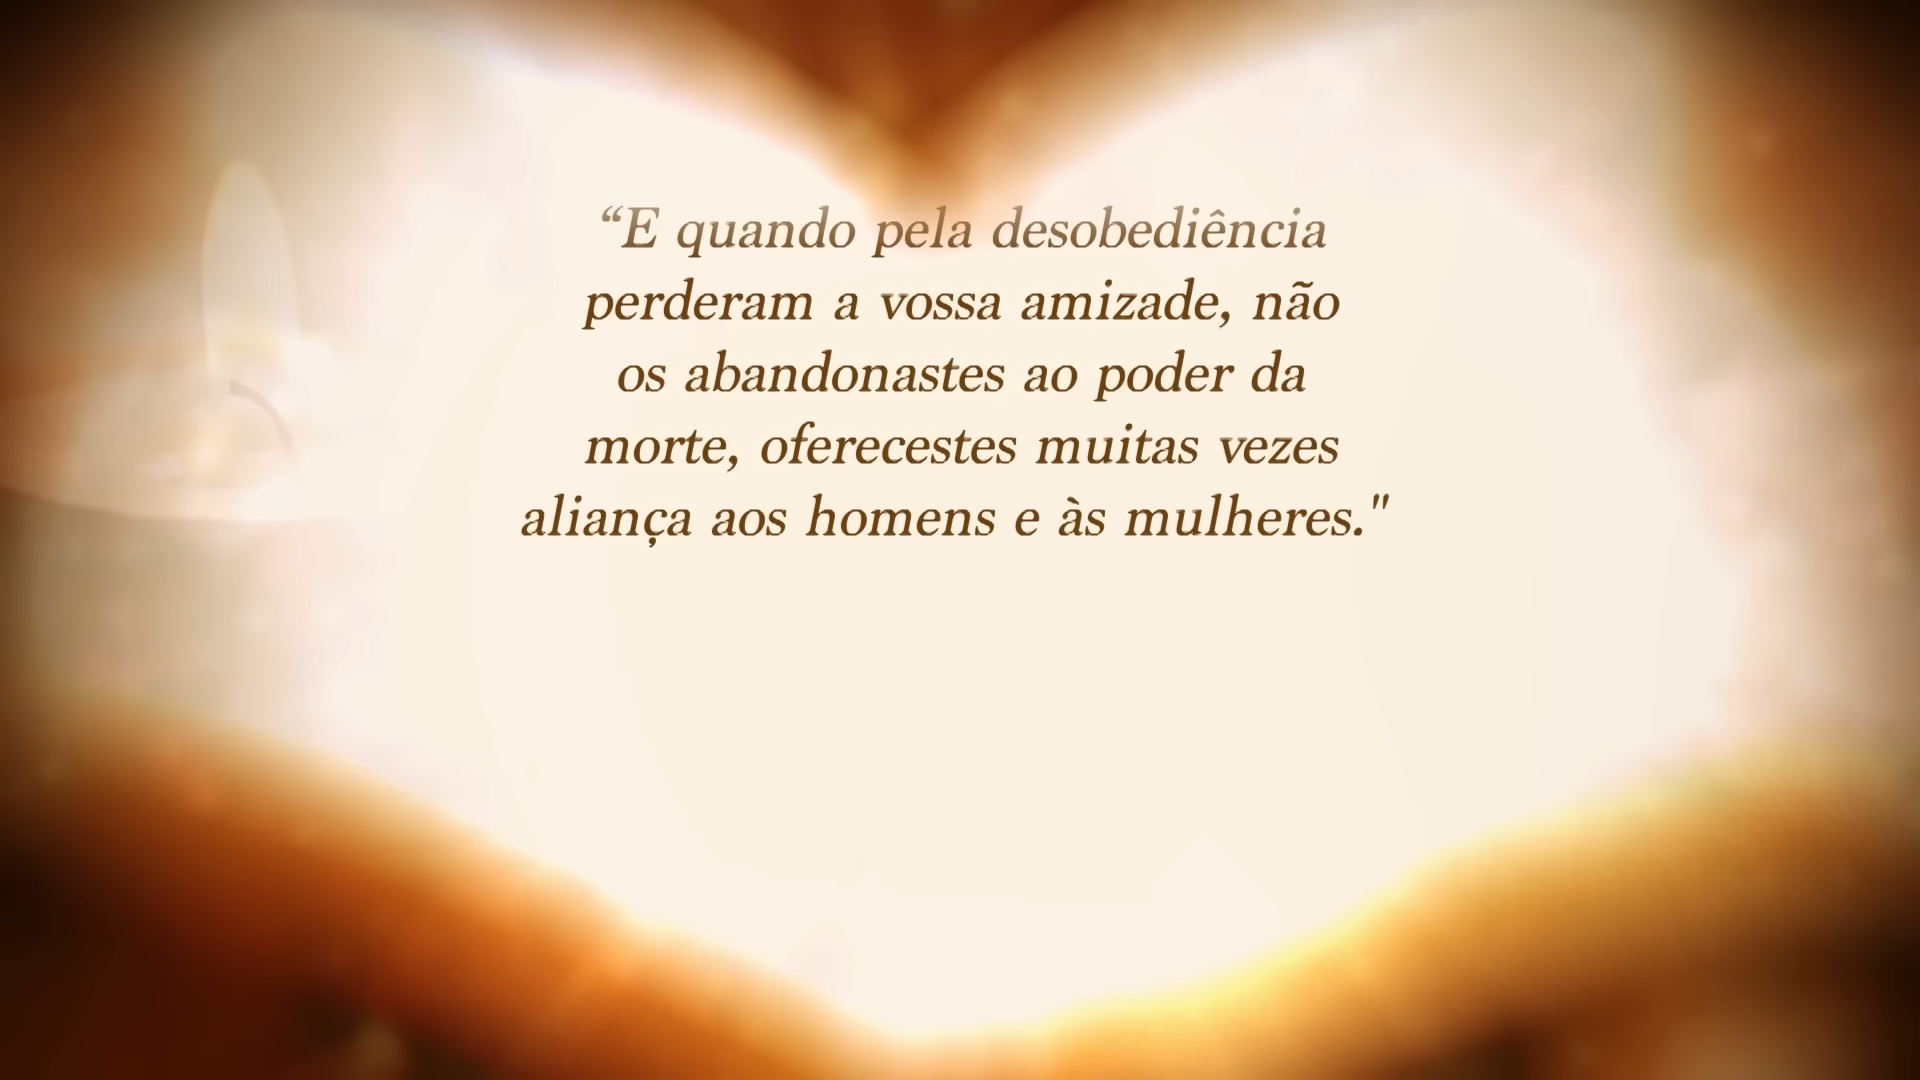 “E quando pela desobediência
perderam a vossa amizade, não
os abandonastes ao poder da
morte, oferecestes muitas vezes
aliança aos homens e às mulheres."